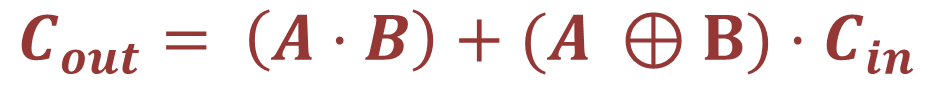 C_out = (A · B) + (A ⊕ B) · C_in